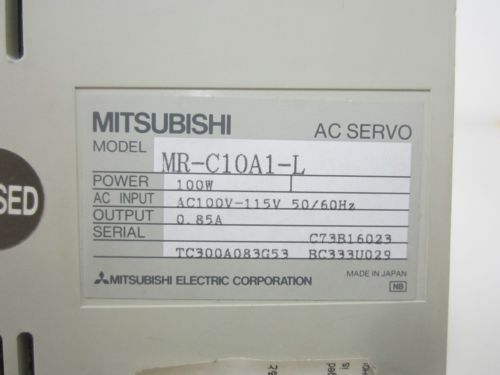 MITSUBISHI AC SERVO
MODEL MR-C10A1-L
POWER 100W
AC INPUT AC100V-115V 50/60Hz
OUTPUT 0.85A
SERIAL C73B16023
TC300A083G53 BC333U029
MITSUBISHI ELECTRIC CORPORATION MADE IN JAPAN
NB
SED